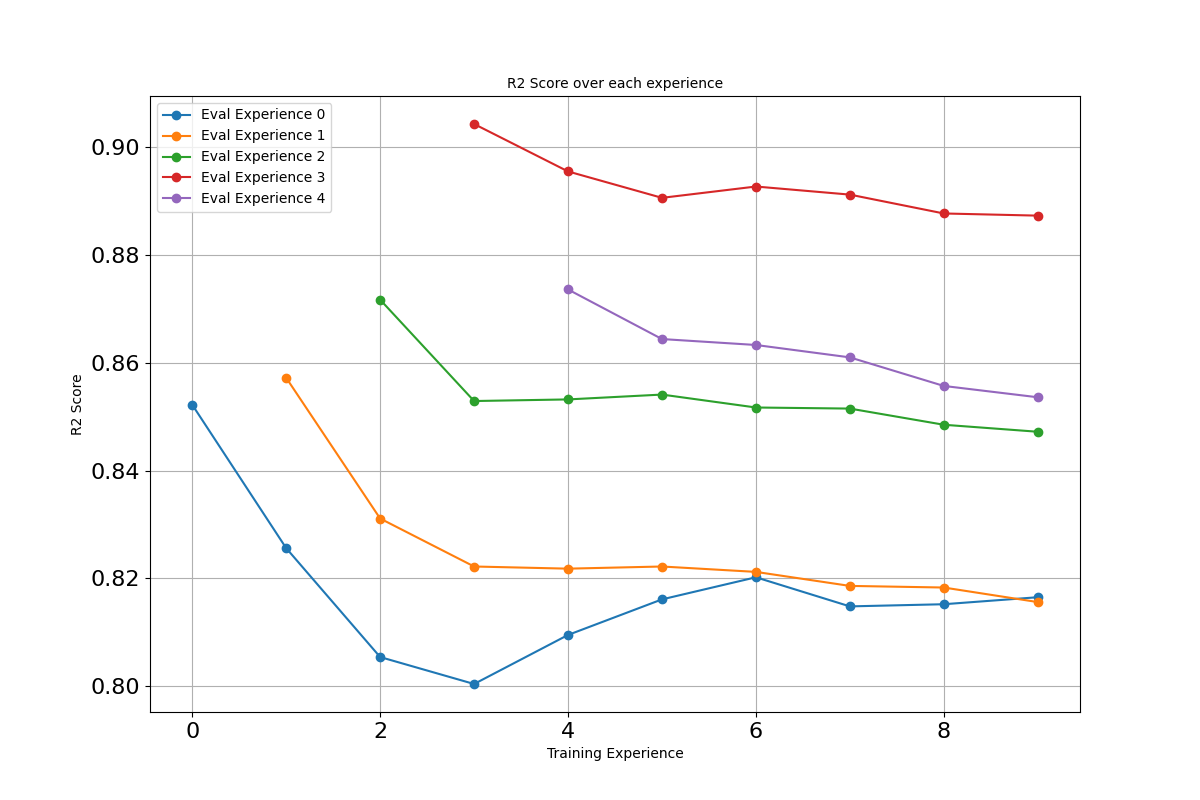 R2 Score over each experience
Eval Experience 0
Eval Experience 1
Eval Experience 2
Eval Experience 3
Eval Experience 4
0.90
0.88
0.86
0.84
0.82
0.80
R2 Score
0 2 4 6 8
Training Experience